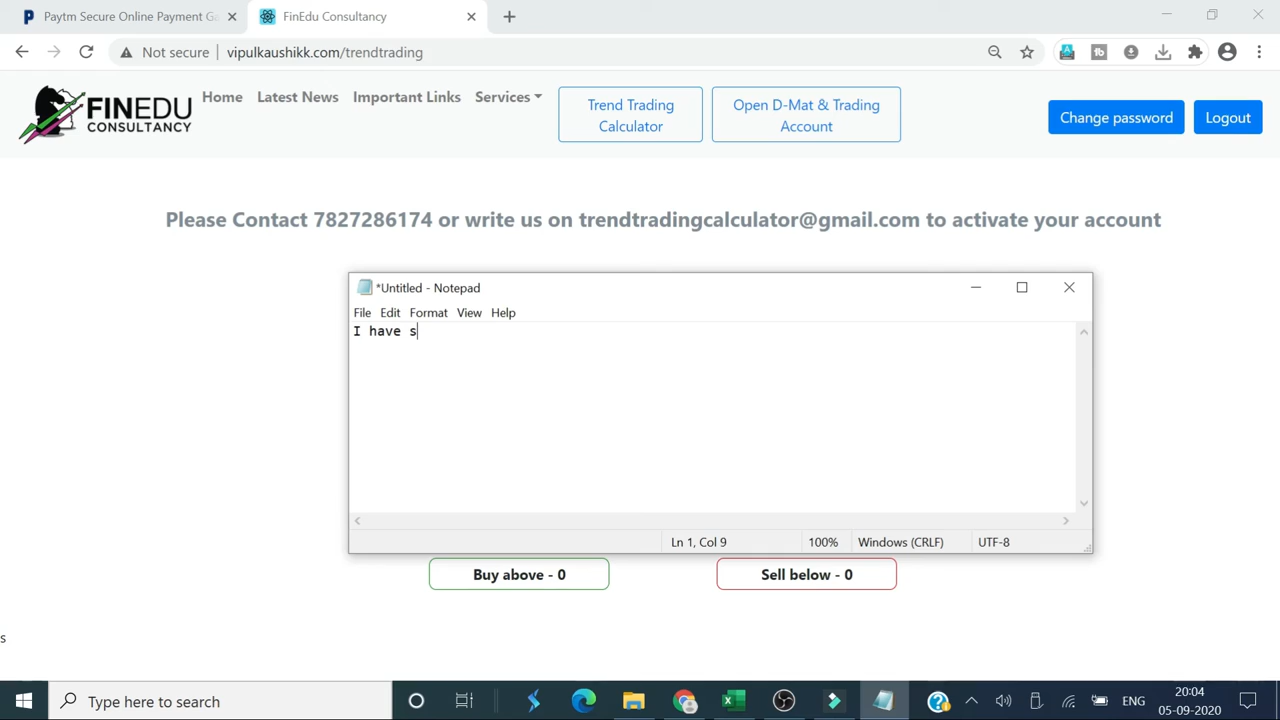 Paytm Secure Online Payment Ga
FinEdu Consultancy
Not secure
vipulkaushikk.com/trendtrading
FINEDU
CONSULTANCY
Home
Latest News
Important Links
Services
Trend Trading
Calculator
Open D-Mat & Trading
Account
Change password
Logout
Please Contact 7827286174 or write us on trendtradingcalculator@gmail.com to activate your account
*Untitled - Notepad
File Edit Format View Help
I have s
Ln 1, Col 9
100%
Windows (CRLF)
UTF-8
Buy above - 0
Sell below - 0
s
Type here to search
ENG
20:04
05-09-2020